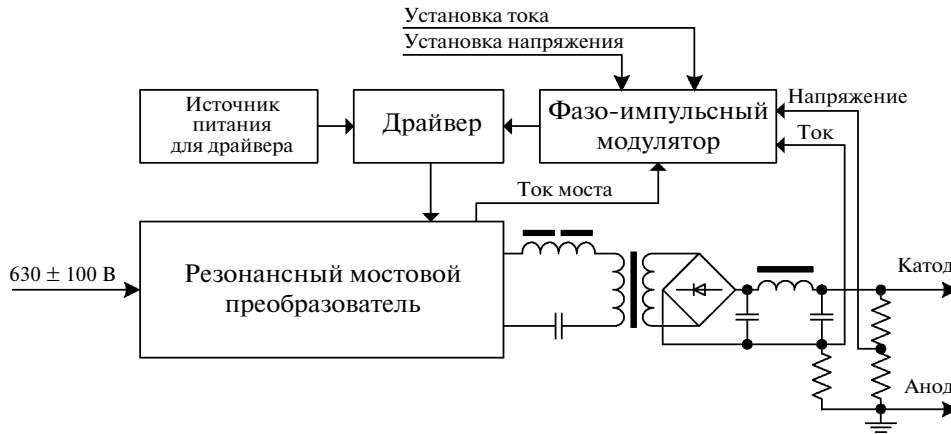 Установка тока
Установка напряжения
Источник
питания
для драйвера
Драйвер
Фазо-импульсный
модулятор
Напряжение
Ток
Ток моста
630 ± 100 В
Резонансный мостовой
преобразователь
Катод
Анод